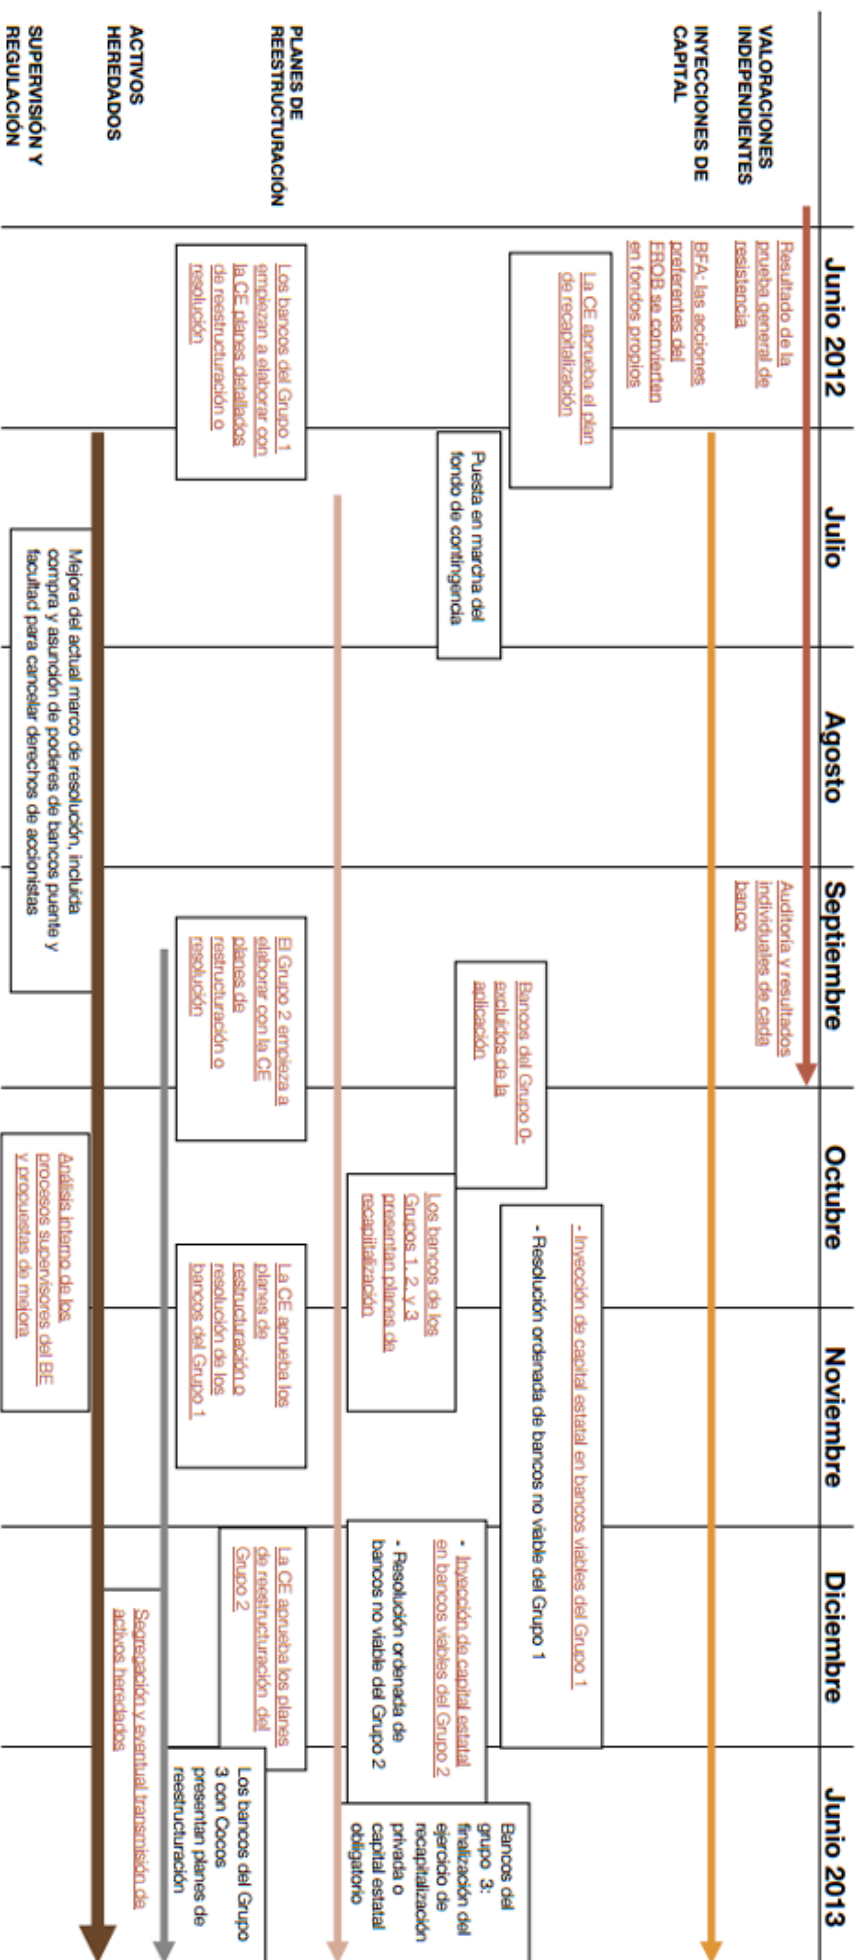 Junio 2012
Julio
Agosto
Septiembre
Octubre
Noviembre
Diciembre
Junio 2013
VALORACIONES
INDEPENDIENTES
Resultado de la
prueba general de
resistencia
Auditoría y resultados
individuales de cada
banco
INYECCIONES DE
CAPITAL
BFA: las acciones
preferentes del
FROB se convierten
en fondos propios
La CE aprueba el plan
de recapitalización
Puesta en marcha del
fondo de contingencia
Bancos del Grupo 0-
excluidos de la
aplicación
- Inyección de capital estatal en bancos viables del Grupo 1
- Resolución ordenada de bancos no viable del Grupo 1
Los bancos de los
Grupos 1, 2, y 3
presentan planes de
recapiitalización
- Inyección de capital estatal
en bancos viables del Grupo 2
- Resolución ordenada de
bancos no viable del Grupo 2
Bancos del
grupo 3:
finalización del
ejercicio de
recapitalización
privada o
capital estatal
obligatorio
PLANES DE
REESTRUCTURACIÓN
Los bancos del Grupo 1
empiezan a elaborar con
la CE planes detallados
de reestructuración o
resolución
El Grupo 2 empieza a
elaborar con la CE
planes de
restructuración o
resolución
La CE aprueba los
planes de
restructuración o
resolución de los
bancos del Grupo 1
La CE aprueba los planes
de reestructuración del
Grupo 2
Los bancos del Grupo
3 con Cocos
presentan planes de
reestructuración
ACTIVOS
HEREDADOS
Segregación y eventual transmisión de
activos heredados
SUPERVISIÓN Y
REGULACIÓN
Mejora del actual marco de resolución, incluida
compra y asunción de poderes de bancos puente y
facultad para cancelar derechos de accionistas
Análisis interno de los
procesos supervisores del BE
y propuestas de mejora